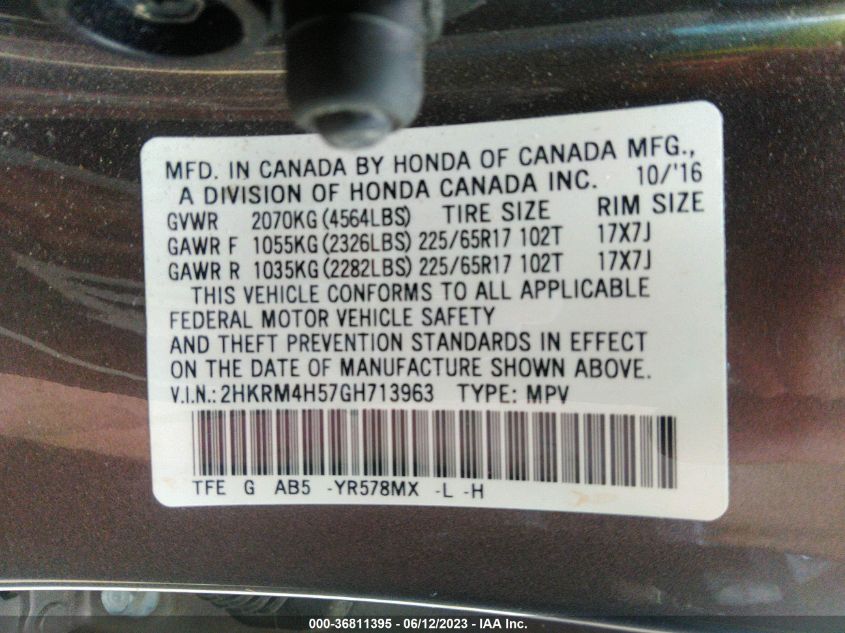 MFD. IN CANADA BY HONDA OF CANADA MFG.,
A DIVISION OF HONDA CANADA INC. 10/'16
GVWR 2070KG (4564LBS) TIRE SIZE RIM SIZE
GAWR F 1055KG (2326LBS) 225/65R17 102T 17X7J
GAWR R 1035KG (2282LBS) 225/65R17 102T 17X7J
THIS VEHICLE CONFORMS TO ALL APPLICABLE
FEDERAL MOTOR VEHICLE SAFETY
AND THEFT PREVENTION STANDARDS IN EFFECT
ON THE DATE OF MANUFACTURE SHOWN ABOVE.
V.I.N.: 2HKRM4H57GH713963 TYPE: MPV
TFE G AB5 -YR578MX -L -H
000-36811395 - 06/12/2023 - IAA Inc.